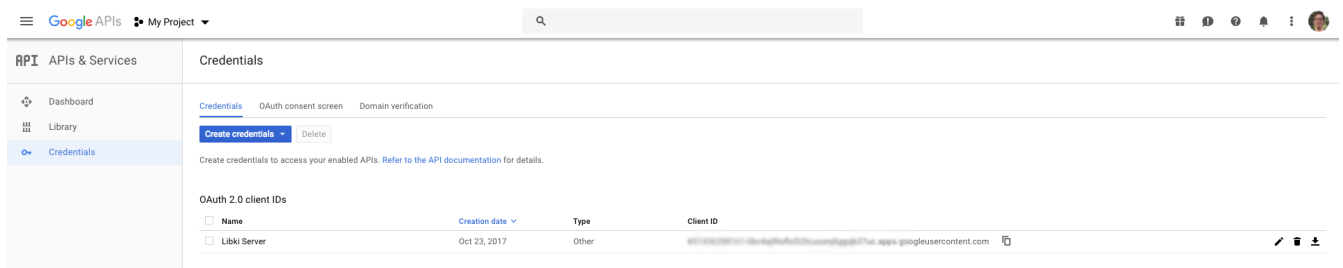 Google APIs My Project
API APIs & Services
Credentials
Dashboard
Library
Credentials
Credentials OAuth consent screen Domain verification
Create credentials Delete
Create credentials to access your enabled APIs. Refer to the API documentation for details.
OAuth 2.0 client IDs
Name Creation date Type Client ID
Libki Server Oct 23, 2017 Other .apps.googleusercontent.com